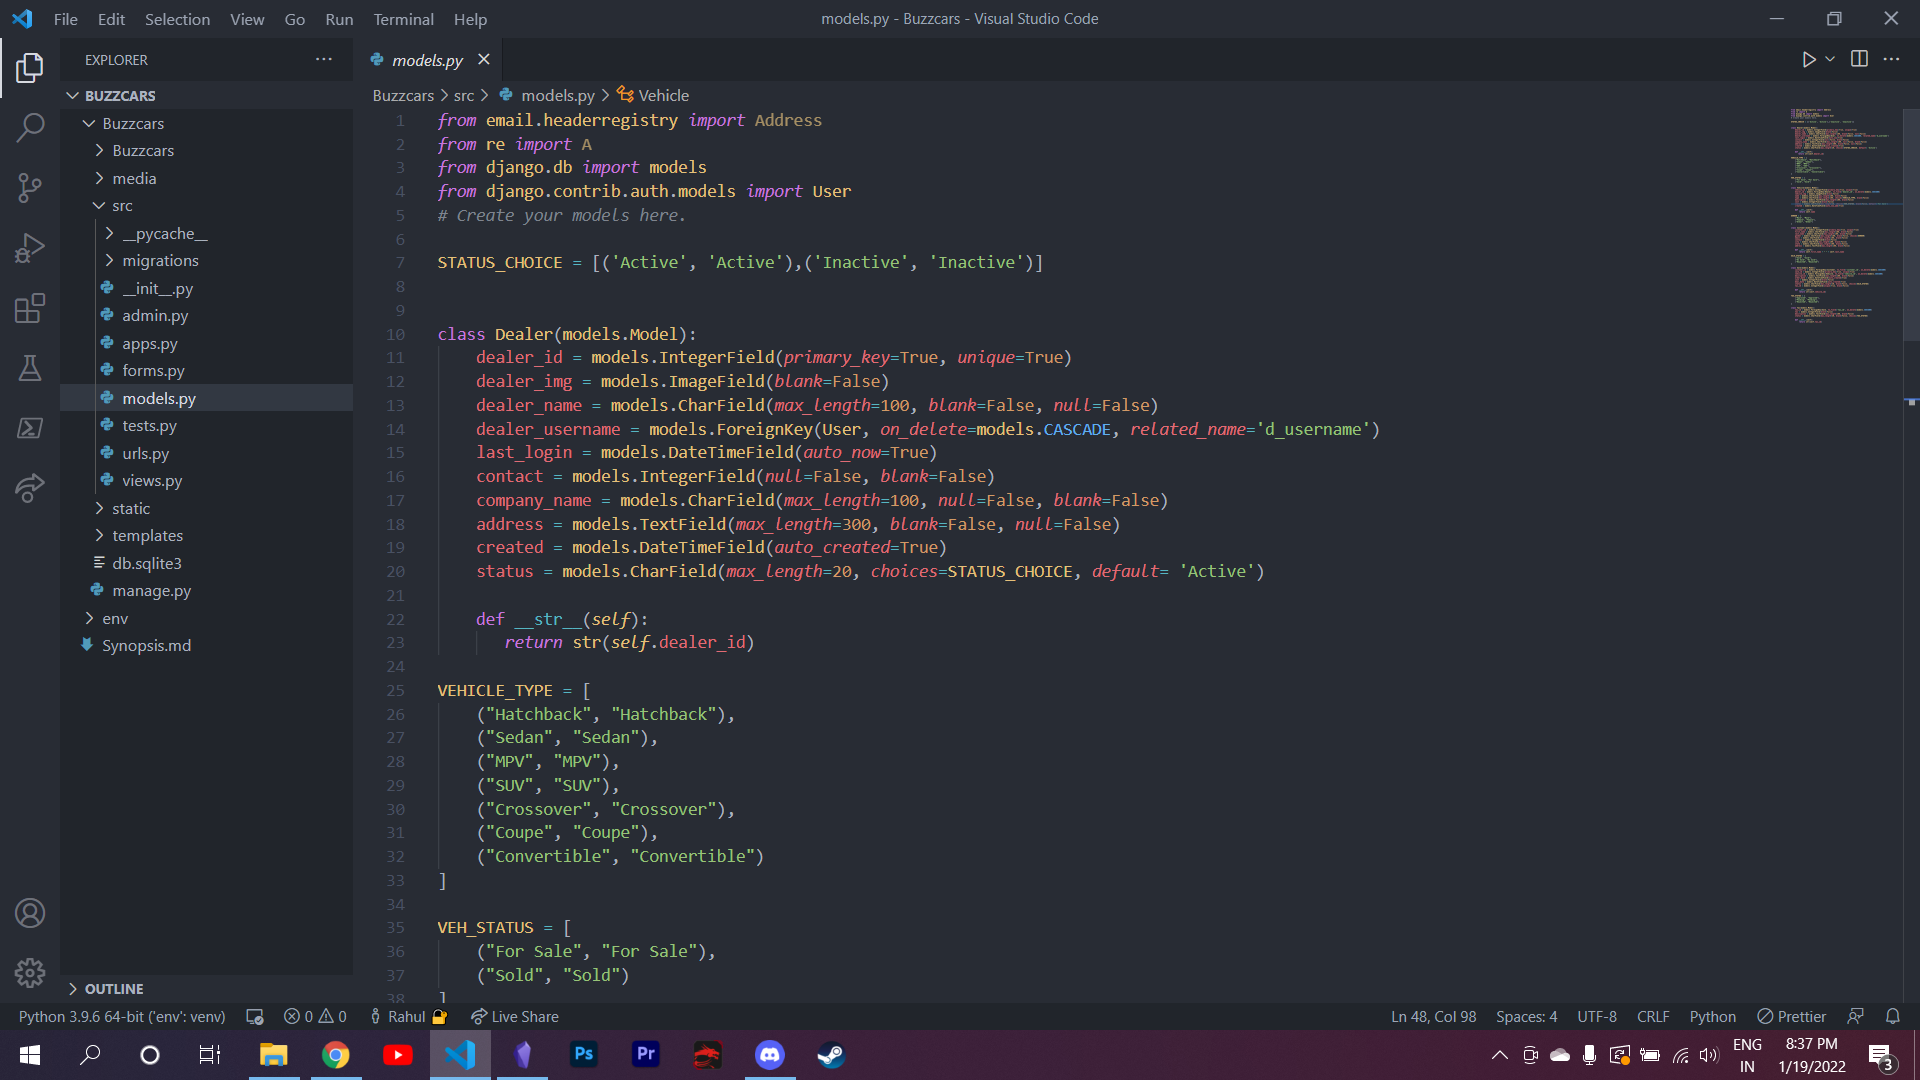 File Edit Selection View Go Run Terminal Help
models.py - Buzzcars - Visual Studio Code
EXPLORER
models.py
BUZZCARS
Buzzcars
Buzzcars
media
src
__pycache__
migrations
__init__.py
admin.py
apps.py
forms.py
models.py
tests.py
urls.py
views.py
static
templates
db.sqlite3
manage.py
env
Synopsis.md
OUTLINE
Buzzcars > src > models.py > Vehicle
1 from email.headerregistry import Address
2 from re import A
3 from django.db import models
4 from django.contrib.auth.models import User
5 # Create your models here.
6
7 STATUS_CHOICE = [('Active', 'Active'),('Inactive', 'Inactive')]
8
9
10 class Dealer(models.Model):
11 dealer_id = models.IntegerField(primary_key=True, unique=True)
12 dealer_img = models.ImageField(blank=False)
13 dealer_name = models.CharField(max_length=100, blank=False, null=False)
14 dealer_username = models.ForeignKey(User, on_delete=models.CASCADE, related_name='d_username')
15 last_login = models.DateTimeField(auto_now=True)
16 contact = models.IntegerField(null=False, blank=False)
17 company_name = models.CharField(max_length=100, null=False, blank=False)
18 address = models.TextField(max_length=300, blank=False, null=False)
19 created = models.DateTimeField(auto_created=True)
20 status = models.CharField(max_length=20, choices=STATUS_CHOICE, default= 'Active')
21
22 def __str__(self):
23 return str(self.dealer_id)
24
25 VEHICLE_TYPE = [
26 ("Hatchback", "Hatchback"),
27 ("Sedan", "Sedan"),
28 ("MPV", "MPV"),
29 ("SUV", "SUV"),
30 ("Crossover", "Crossover"),
31 ("Coupe", "Coupe"),
32 ("Convertible", "Convertible")
33 ]
34
35 VEH_STATUS = [
36 ("For Sale", "For Sale"),
37 ("Sold", "Sold")
38 ]
Python 3.9.6 64-bit ('env': venv) 0 0 Rahul Live Share Ln 48, Col 98 Spaces: 4 UTF-8 CRLF Python Prettier
Ps Pr
ENG
IN
8:37 PM
1/19/2022
3